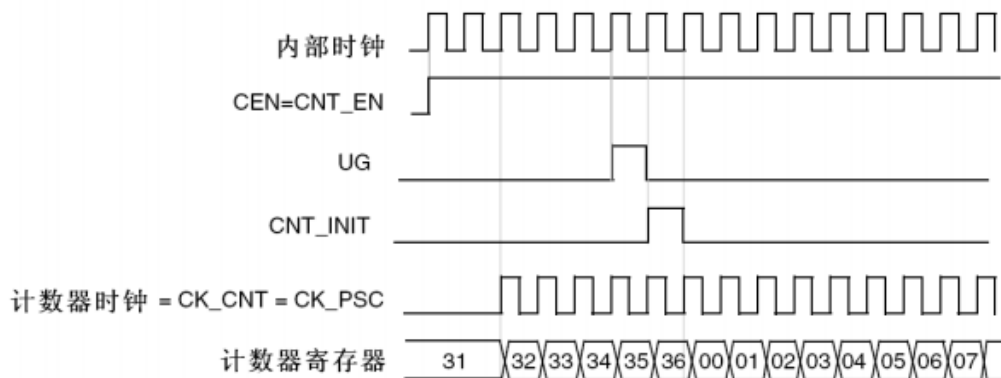 内部时钟
CEN=CNT_EN
UG
CNT_INIT
计数器时钟 = CK_CNT = CK_PSC
计数器寄存器 31 32 33 34 35 36 00 01 02 03 04 05 06 07